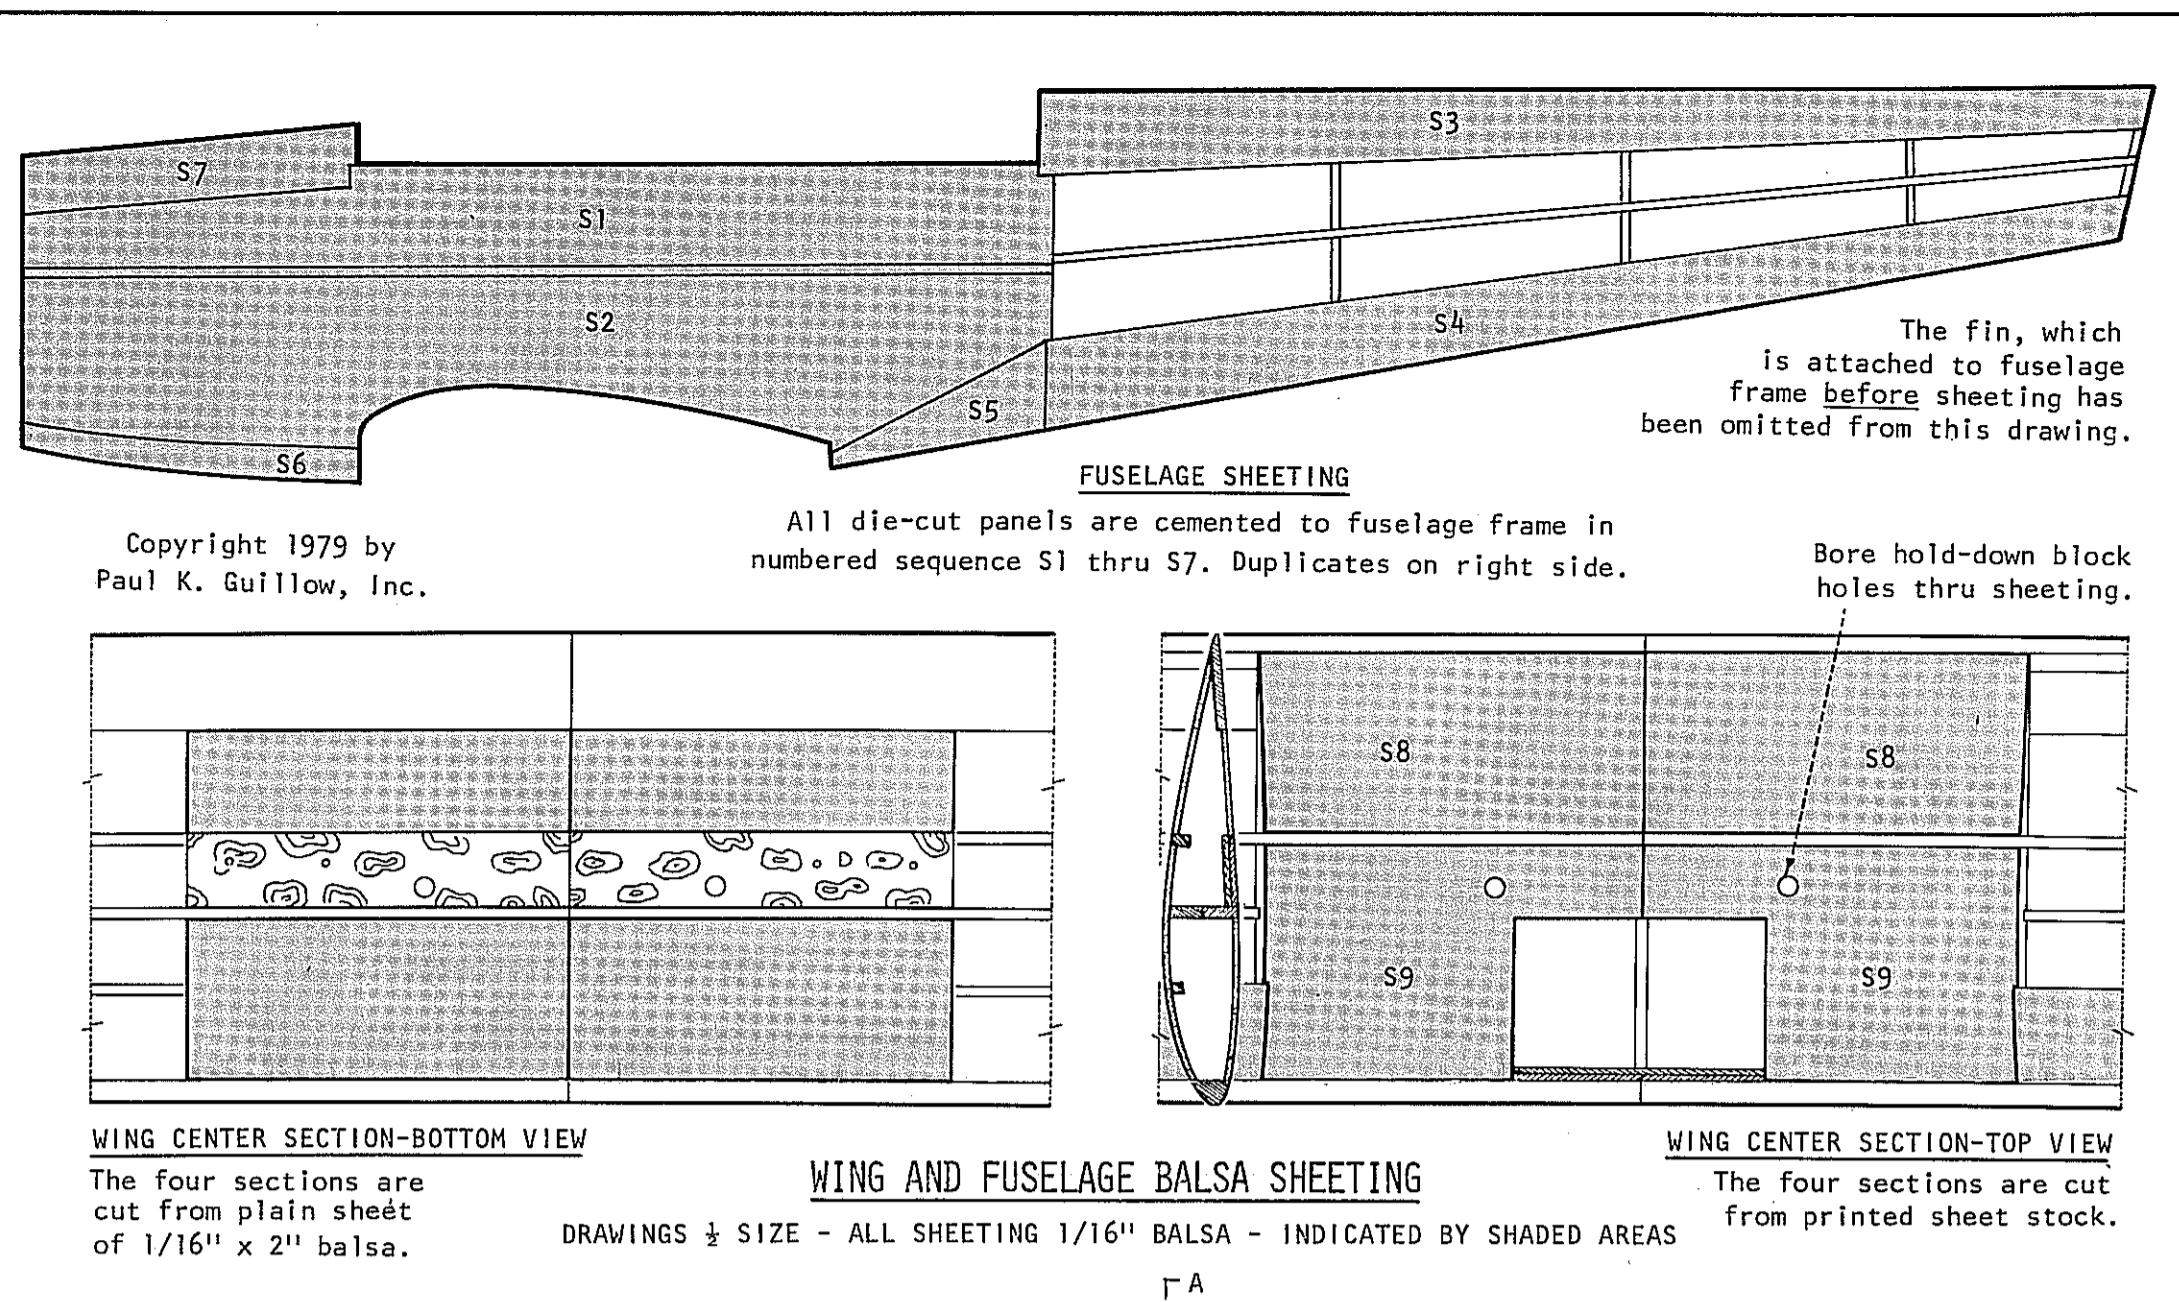 S7
S1
S3
S2
S4
S5
S6
The fin, which
is attached to fuselage
frame before sheeting has
been omitted from this drawing.
FUSELAGE SHEETING
All die-cut panels are cemented to fuselage frame in
numbered sequence S1 thru S7. Duplicates on right side.
Copyright 1979 by
Paul K. Guillow, Inc.
Bore hold-down block
holes thru sheeting.
S8
S8
S9
S9
WING CENTER SECTION-BOTTOM VIEW
The four sections are
cut from plain sheet
of 1/16" x 2" balsa.
WING CENTER SECTION-TOP VIEW
The four sections are cut
from printed sheet stock.
WING AND FUSELAGE BALSA SHEETING
DRAWINGS ½ SIZE - ALL SHEETING 1/16" BALSA - INDICATED BY SHADED AREAS
A